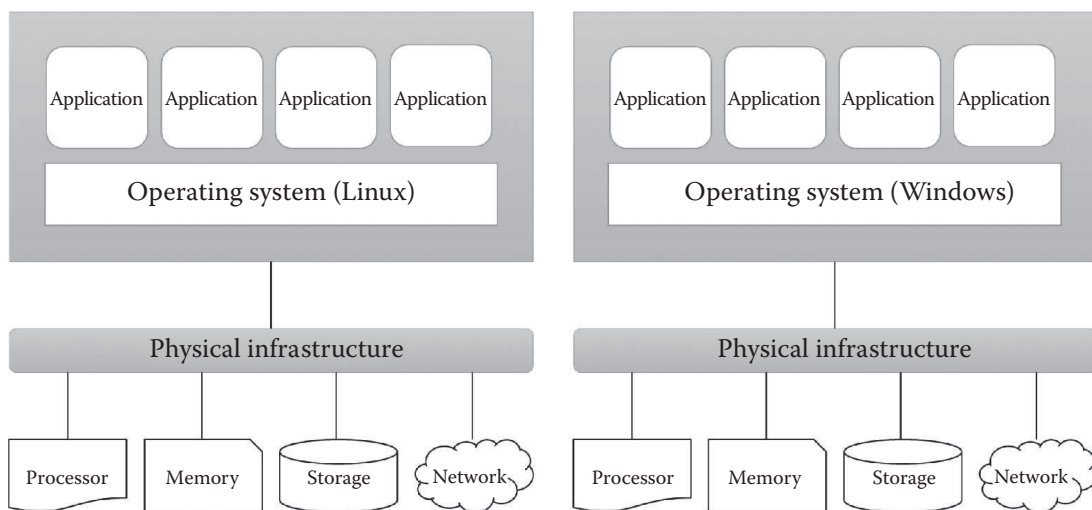 Application Application Application Application
Operating system (Linux)
Physical infrastructure
Processor Memory Storage Network
Application Application Application Application
Operating system (Windows)
Physical infrastructure
Processor Memory Storage Network